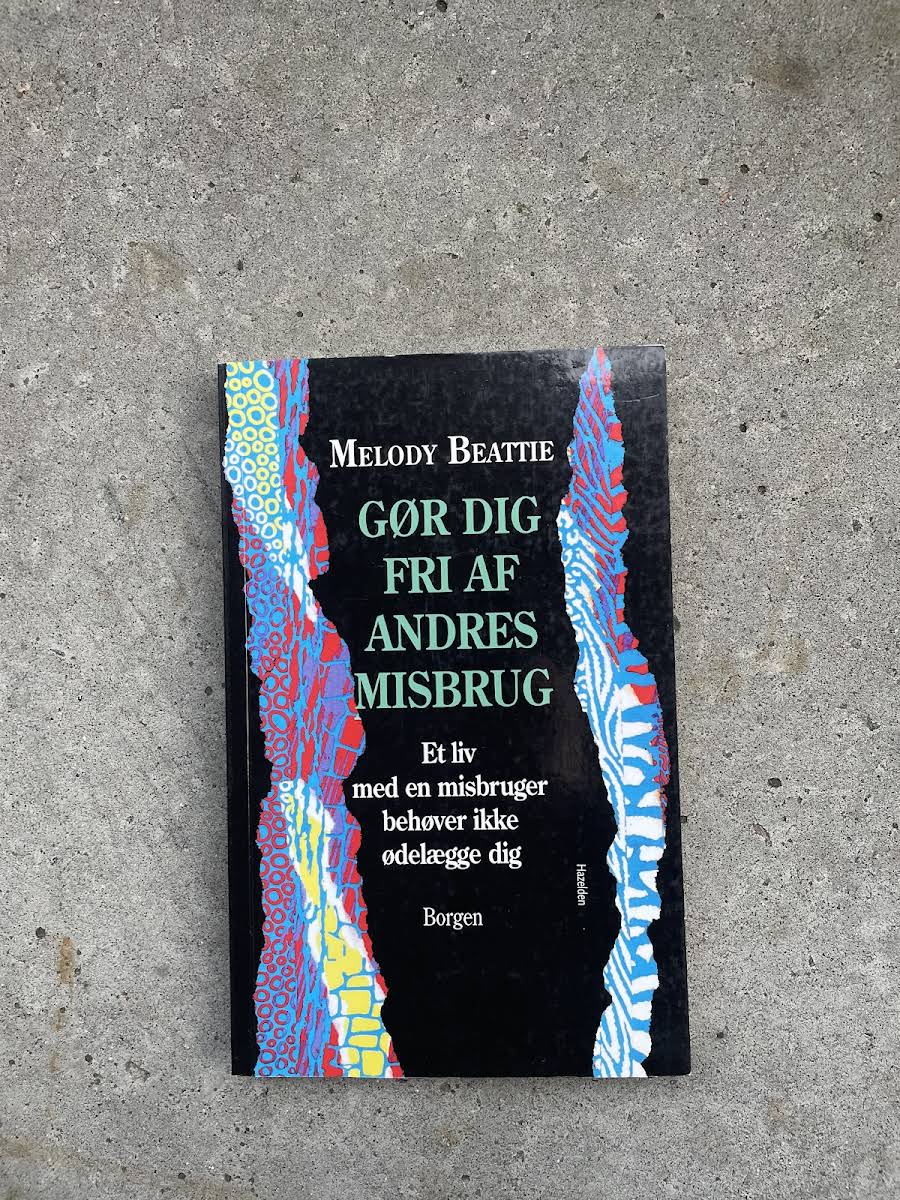 MELODY BEATTIE
GØR DIG
FRI AF
ANDRES
MISBRUG
Et liv
med en misbruger
behøver ikke
ødelægge dig
Hazelden
Borgen